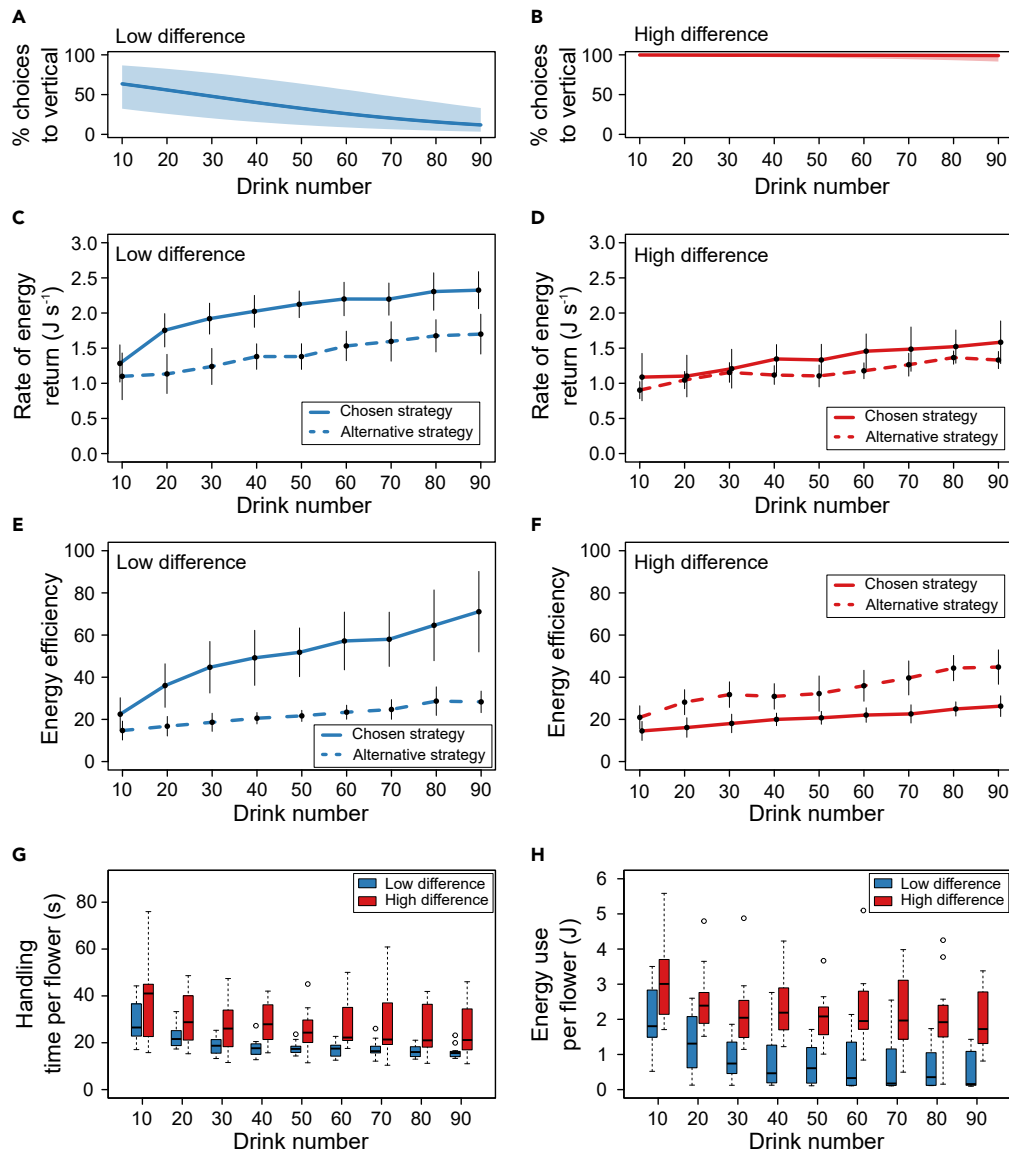 A
Low difference
% choices
to vertical
100
50
0
10 20 30 40 50 60 70 80 90
Drink number
B
High difference
% choices
to vertical
100
50
0
10 20 30 40 50 60 70 80 90
Drink number
C
Low difference
Rate of energy
return (J s⁻¹)
3.0
2.5
2.0
1.5
1.0
0.5
0.0
Chosen strategy
Alternative strategy
10 20 30 40 50 60 70 80 90
Drink number
D
High difference
Rate of energy
return (J s⁻¹)
3.0
2.5
2.0
1.5
1.0
0.5
0.0
Chosen strategy
Alternative strategy
10 20 30 40 50 60 70 80 90
Drink number
E
Low difference
Energy efficiency
100
80
60
40
20
0
Chosen strategy
Alternative strategy
10 20 30 40 50 60 70 80 90
Drink number
F
High difference
Energy efficiency
100
80
60
40
20
0
Chosen strategy
Alternative strategy
10 20 30 40 50 60 70 80 90
Drink number
G
Handling
time per flower (s)
80
60
40
20
0
Low difference
High difference
10 20 30 40 50 60 70 80 90
Drink number
H
Energy use
per flower (J)
6
5
4
3
2
1
0
Low difference
High difference
10 20 30 40 50 60 70 80 90
Drink number